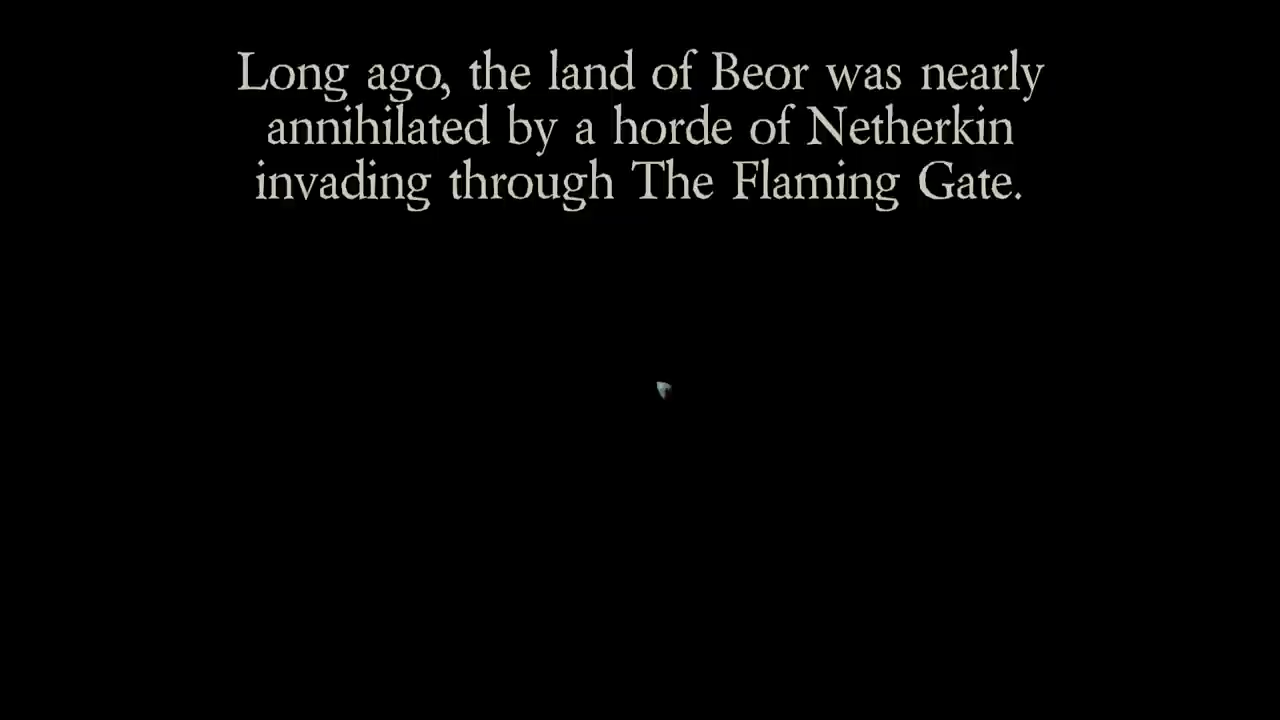 Long ago, the land of Beor was nearly
annihilated by a horde of Netherkin
invading through The Flaming Gate.